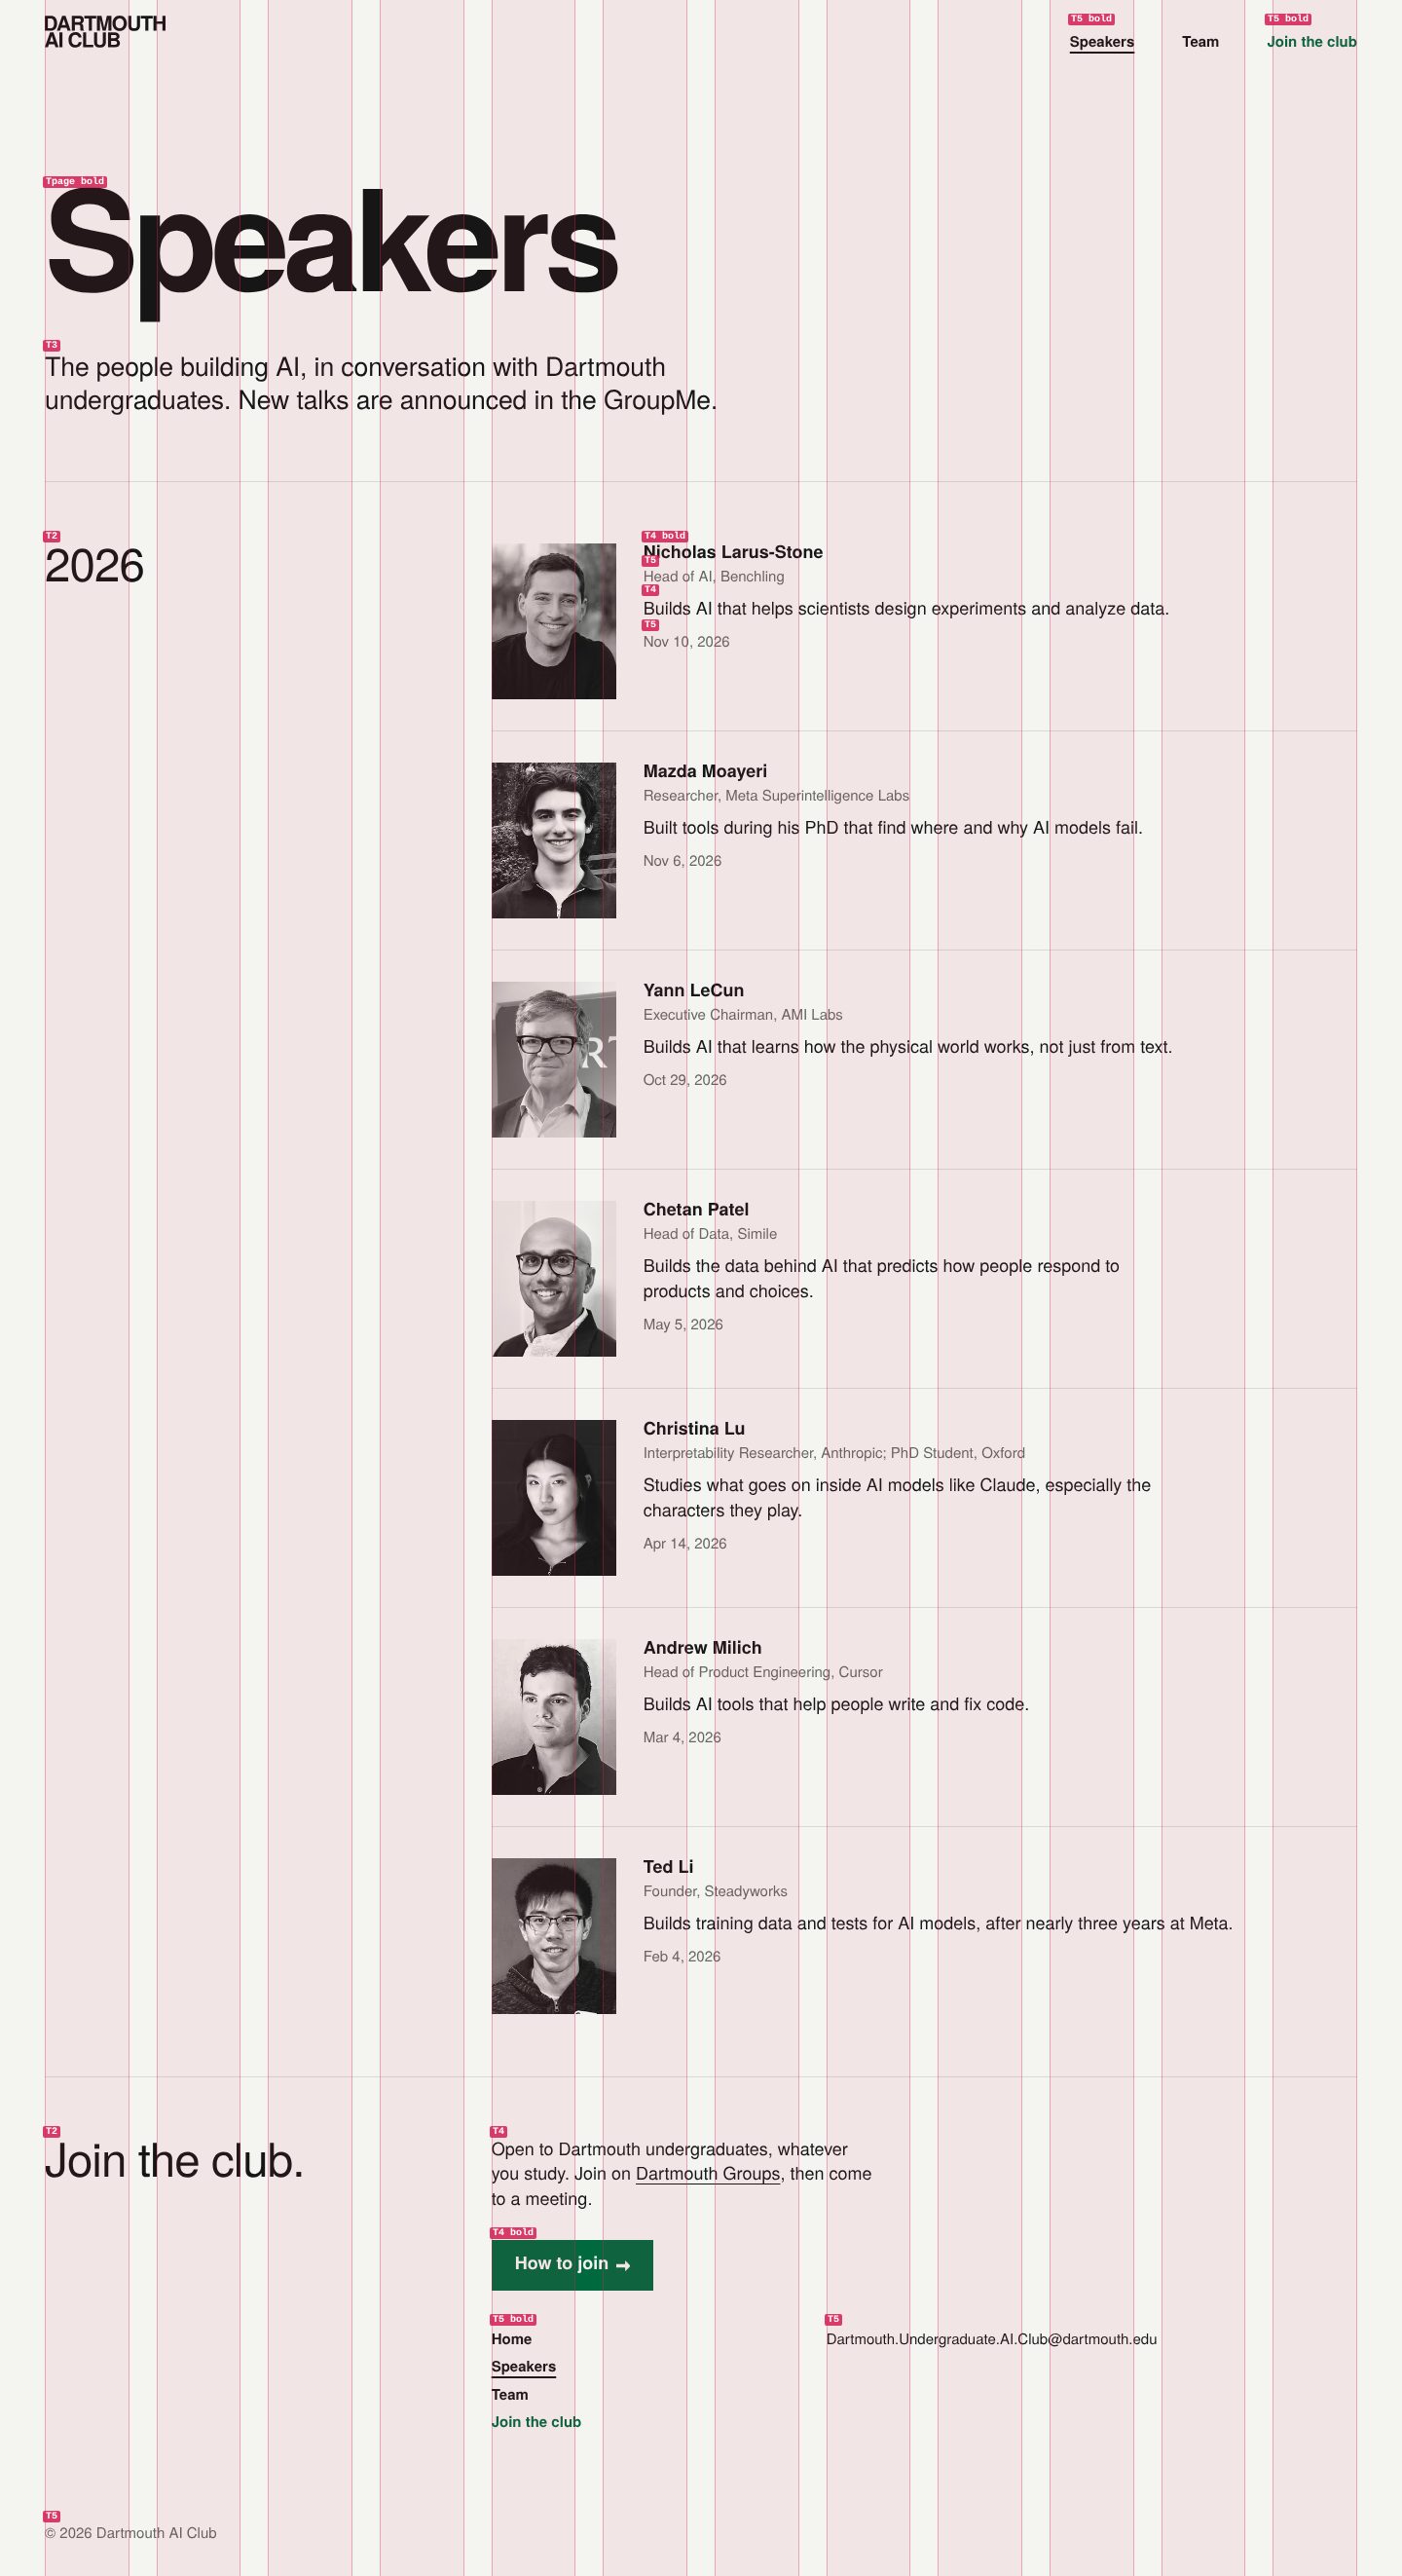 DARTMOUTH
AI CLUB
T5 bold
T5 bold
Speakers
Team
Join the club
Tpage bold
Speakers
T3
The people building AI, in conversation with Dartmouth
undergraduates. New talks are announced in the GroupMe.
T2
2026
T4 bold
Nicholas Larus-Stone
T5
Head of AI, Benchling
T4
Builds AI that helps scientists design experiments and analyze data.
T5
Nov 10, 2026
Mazda Moayeri
Researcher, Meta Superintelligence Labs
Built tools during his PhD that find where and why AI models fail.
Nov 6, 2026
Yann LeCun
Executive Chairman, AMI Labs
Builds AI that learns how the physical world works, not just from text.
Oct 29, 2026
Chetan Patel
Head of Data, Simile
Builds the data behind AI that predicts how people respond to
products and choices.
May 5, 2026
Christina Lu
Interpretability Researcher, Anthropic; PhD Student, Oxford
Studies what goes on inside AI models like Claude, especially the
characters they play.
Apr 14, 2026
Andrew Milich
Head of Product Engineering, Cursor
Builds AI tools that help people write and fix code.
Mar 4, 2026
Ted Li
Founder, Steadyworks
Builds training data and tests for AI models, after nearly three years at Meta.
Feb 4, 2026
T2
Join the club.
T4
Open to Dartmouth undergraduates, whatever
you study. Join on Dartmouth Groups, then come
to a meeting.
T4 bold
How to join →
T5 bold
Home
Speakers
Team
Join the club
T5
Dartmouth.Undergraduate.AI.Club@dartmouth.edu
T5
© 2026 Dartmouth AI Club